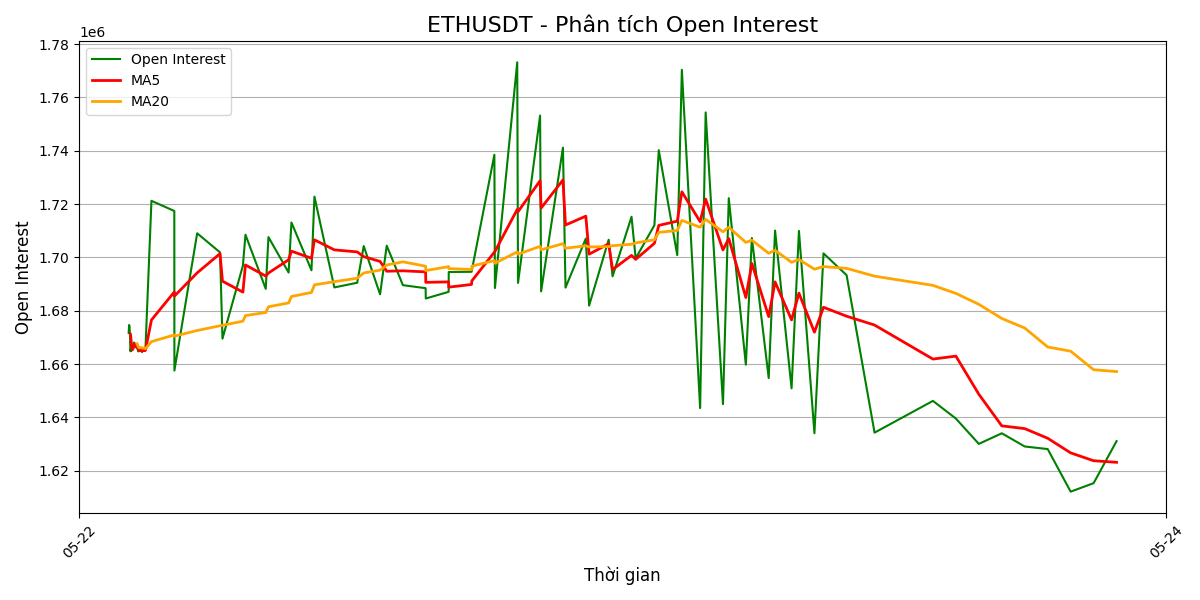 ETHUSDT - Phân tích Open Interest
1e6
1.78
1.76
1.74
1.72
1.70
1.68
1.66
1.64
1.62
Open Interest
Open Interest
MA5
MA20
05-22
05-24
Thời gian